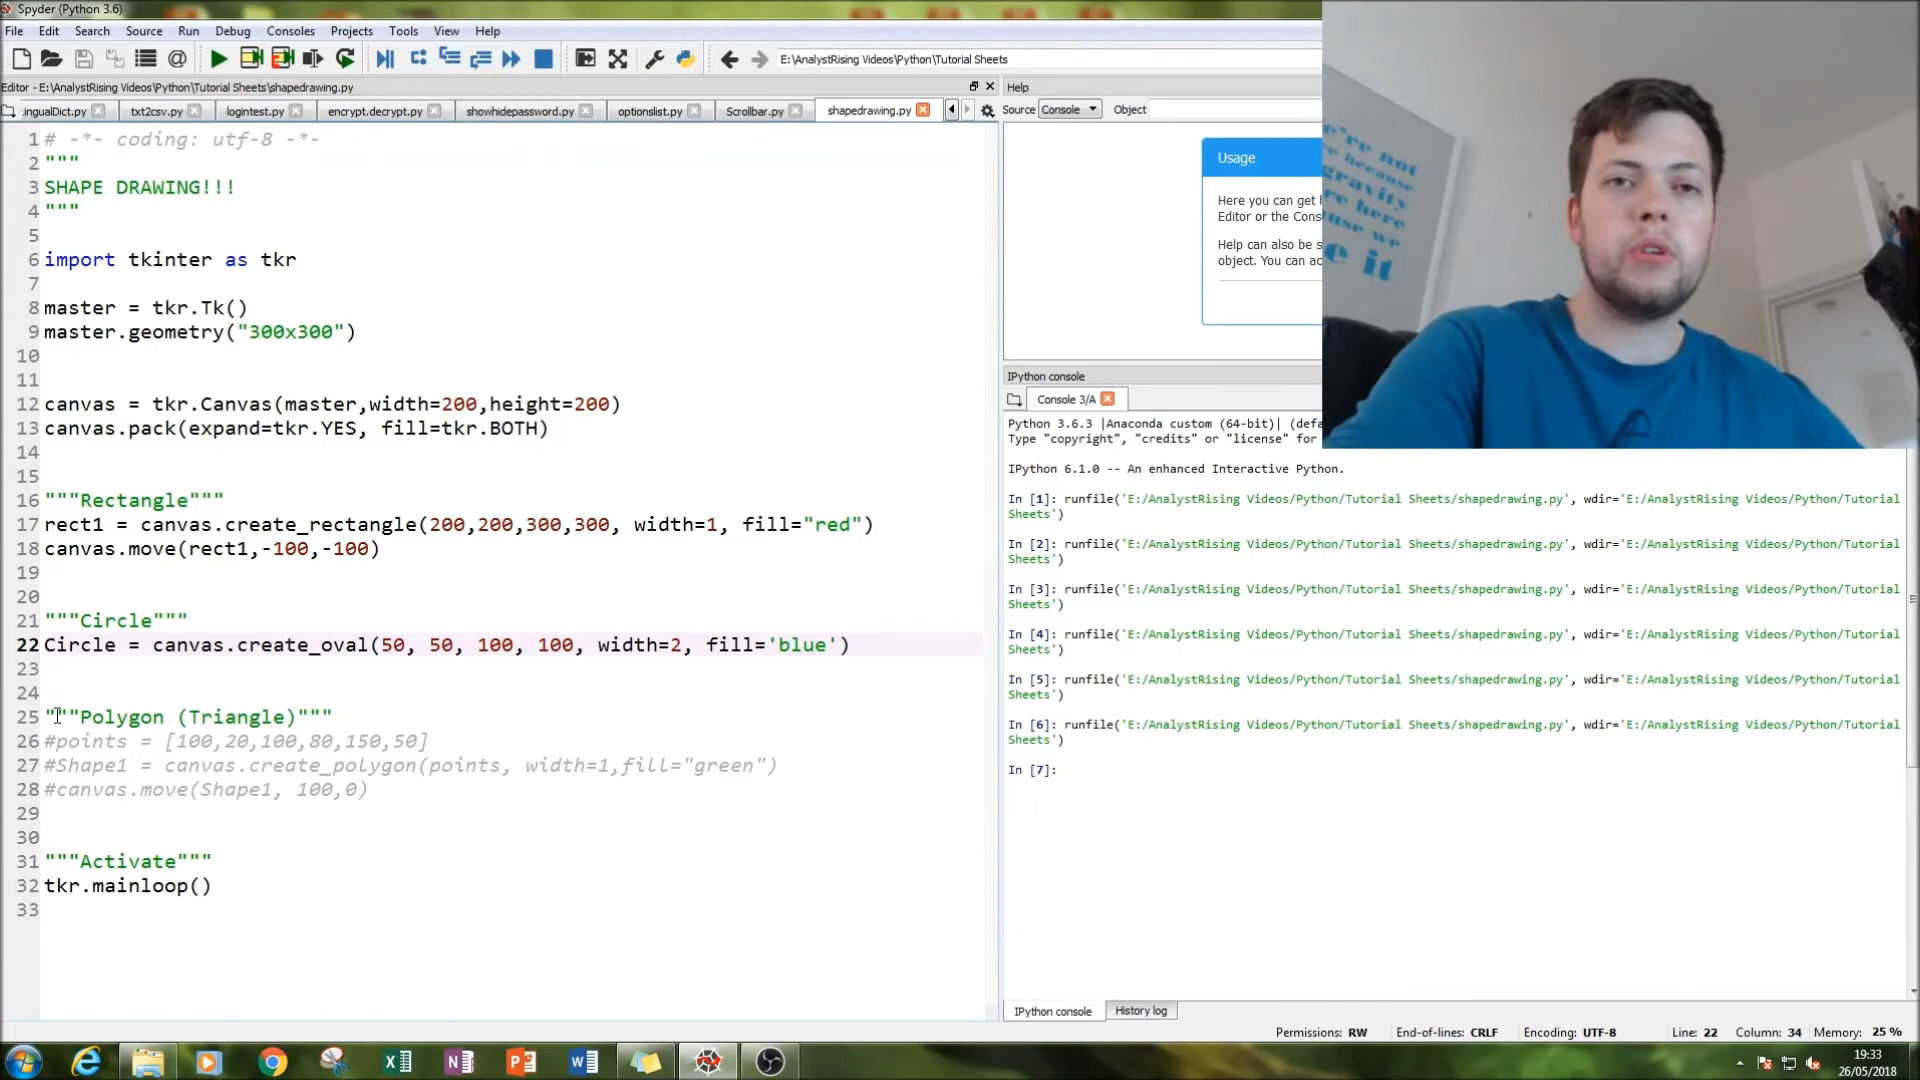 Spyder (Python 3.6)
File Edit Search Source Run Debug Consoles Projects Tools View Help
E:\AnalystRising Videos\Python\Tutorial Sheets
Editor - E:\AnalystRising Videos\Python\Tutorial Sheets\shapedrawing.py
ingualDict.py txt2csv.py logintest.py encrypt.decrypt.py showhidepassword.py optionslist.py Scrollbar.py shapedrawing.py
1 # -*- coding: utf-8 -*-
2 """
3 SHAPE DRAWING!!!
4 """
5
6 import tkinter as tkr
7
8 master = tkr.Tk()
9 master.geometry("300x300")
10
11
12 canvas = tkr.Canvas(master,width=200,height=200)
13 canvas.pack(expand=tkr.YES, fill=tkr.BOTH)
14
15
16 """Rectangle"""
17 rect1 = canvas.create_rectangle(200,200,300,300, width=1, fill="red")
18 canvas.move(rect1,-100,-100)
19
20
21 """Circle"""
22 Circle = canvas.create_oval(50, 50, 100, 100, width=2, fill='blue')
23
24
25 """Polygon (Triangle)"""
26 #points = [100,20,100,80,150,50]
27 #Shape1 = canvas.create_polygon(points, width=1,fill="green")
28 #canvas.move(Shape1, 100,0)
29
30
31 """Activate"""
32 tkr.mainloop()
33
Help
Source Console Object
Usage
Here you can get h
Editor or the Cons
Help can also be s
object. You can ac
're not
re because
gravity
re here
use we
e it
IPython console
Console 3/A
Python 3.6.3 |Anaconda custom (64-bit)| (defa
Type "copyright", "credits" or "license" for
IPython 6.1.0 -- An enhanced Interactive Python.
In [1]: runfile('E:/AnalystRising Videos/Python/Tutorial Sheets/shapedrawing.py', wdir='E:/AnalystRising Videos/Python/Tutorial
Sheets')
In [2]: runfile('E:/AnalystRising Videos/Python/Tutorial Sheets/shapedrawing.py', wdir='E:/AnalystRising Videos/Python/Tutorial
Sheets')
In [3]: runfile('E:/AnalystRising Videos/Python/Tutorial Sheets/shapedrawing.py', wdir='E:/AnalystRising Videos/Python/Tutorial
Sheets')
In [4]: runfile('E:/AnalystRising Videos/Python/Tutorial Sheets/shapedrawing.py', wdir='E:/AnalystRising Videos/Python/Tutorial
Sheets')
In [5]: runfile('E:/AnalystRising Videos/Python/Tutorial Sheets/shapedrawing.py', wdir='E:/AnalystRising Videos/Python/Tutorial
Sheets')
In [6]: runfile('E:/AnalystRising Videos/Python/Tutorial Sheets/shapedrawing.py', wdir='E:/AnalystRising Videos/Python/Tutorial
Sheets')
In [7]:
IPython console History log
Permissions: RW End-of-lines: CRLF Encoding: UTF-8 Line: 22 Column: 34 Memory: 25 %
19:33
26/05/2018